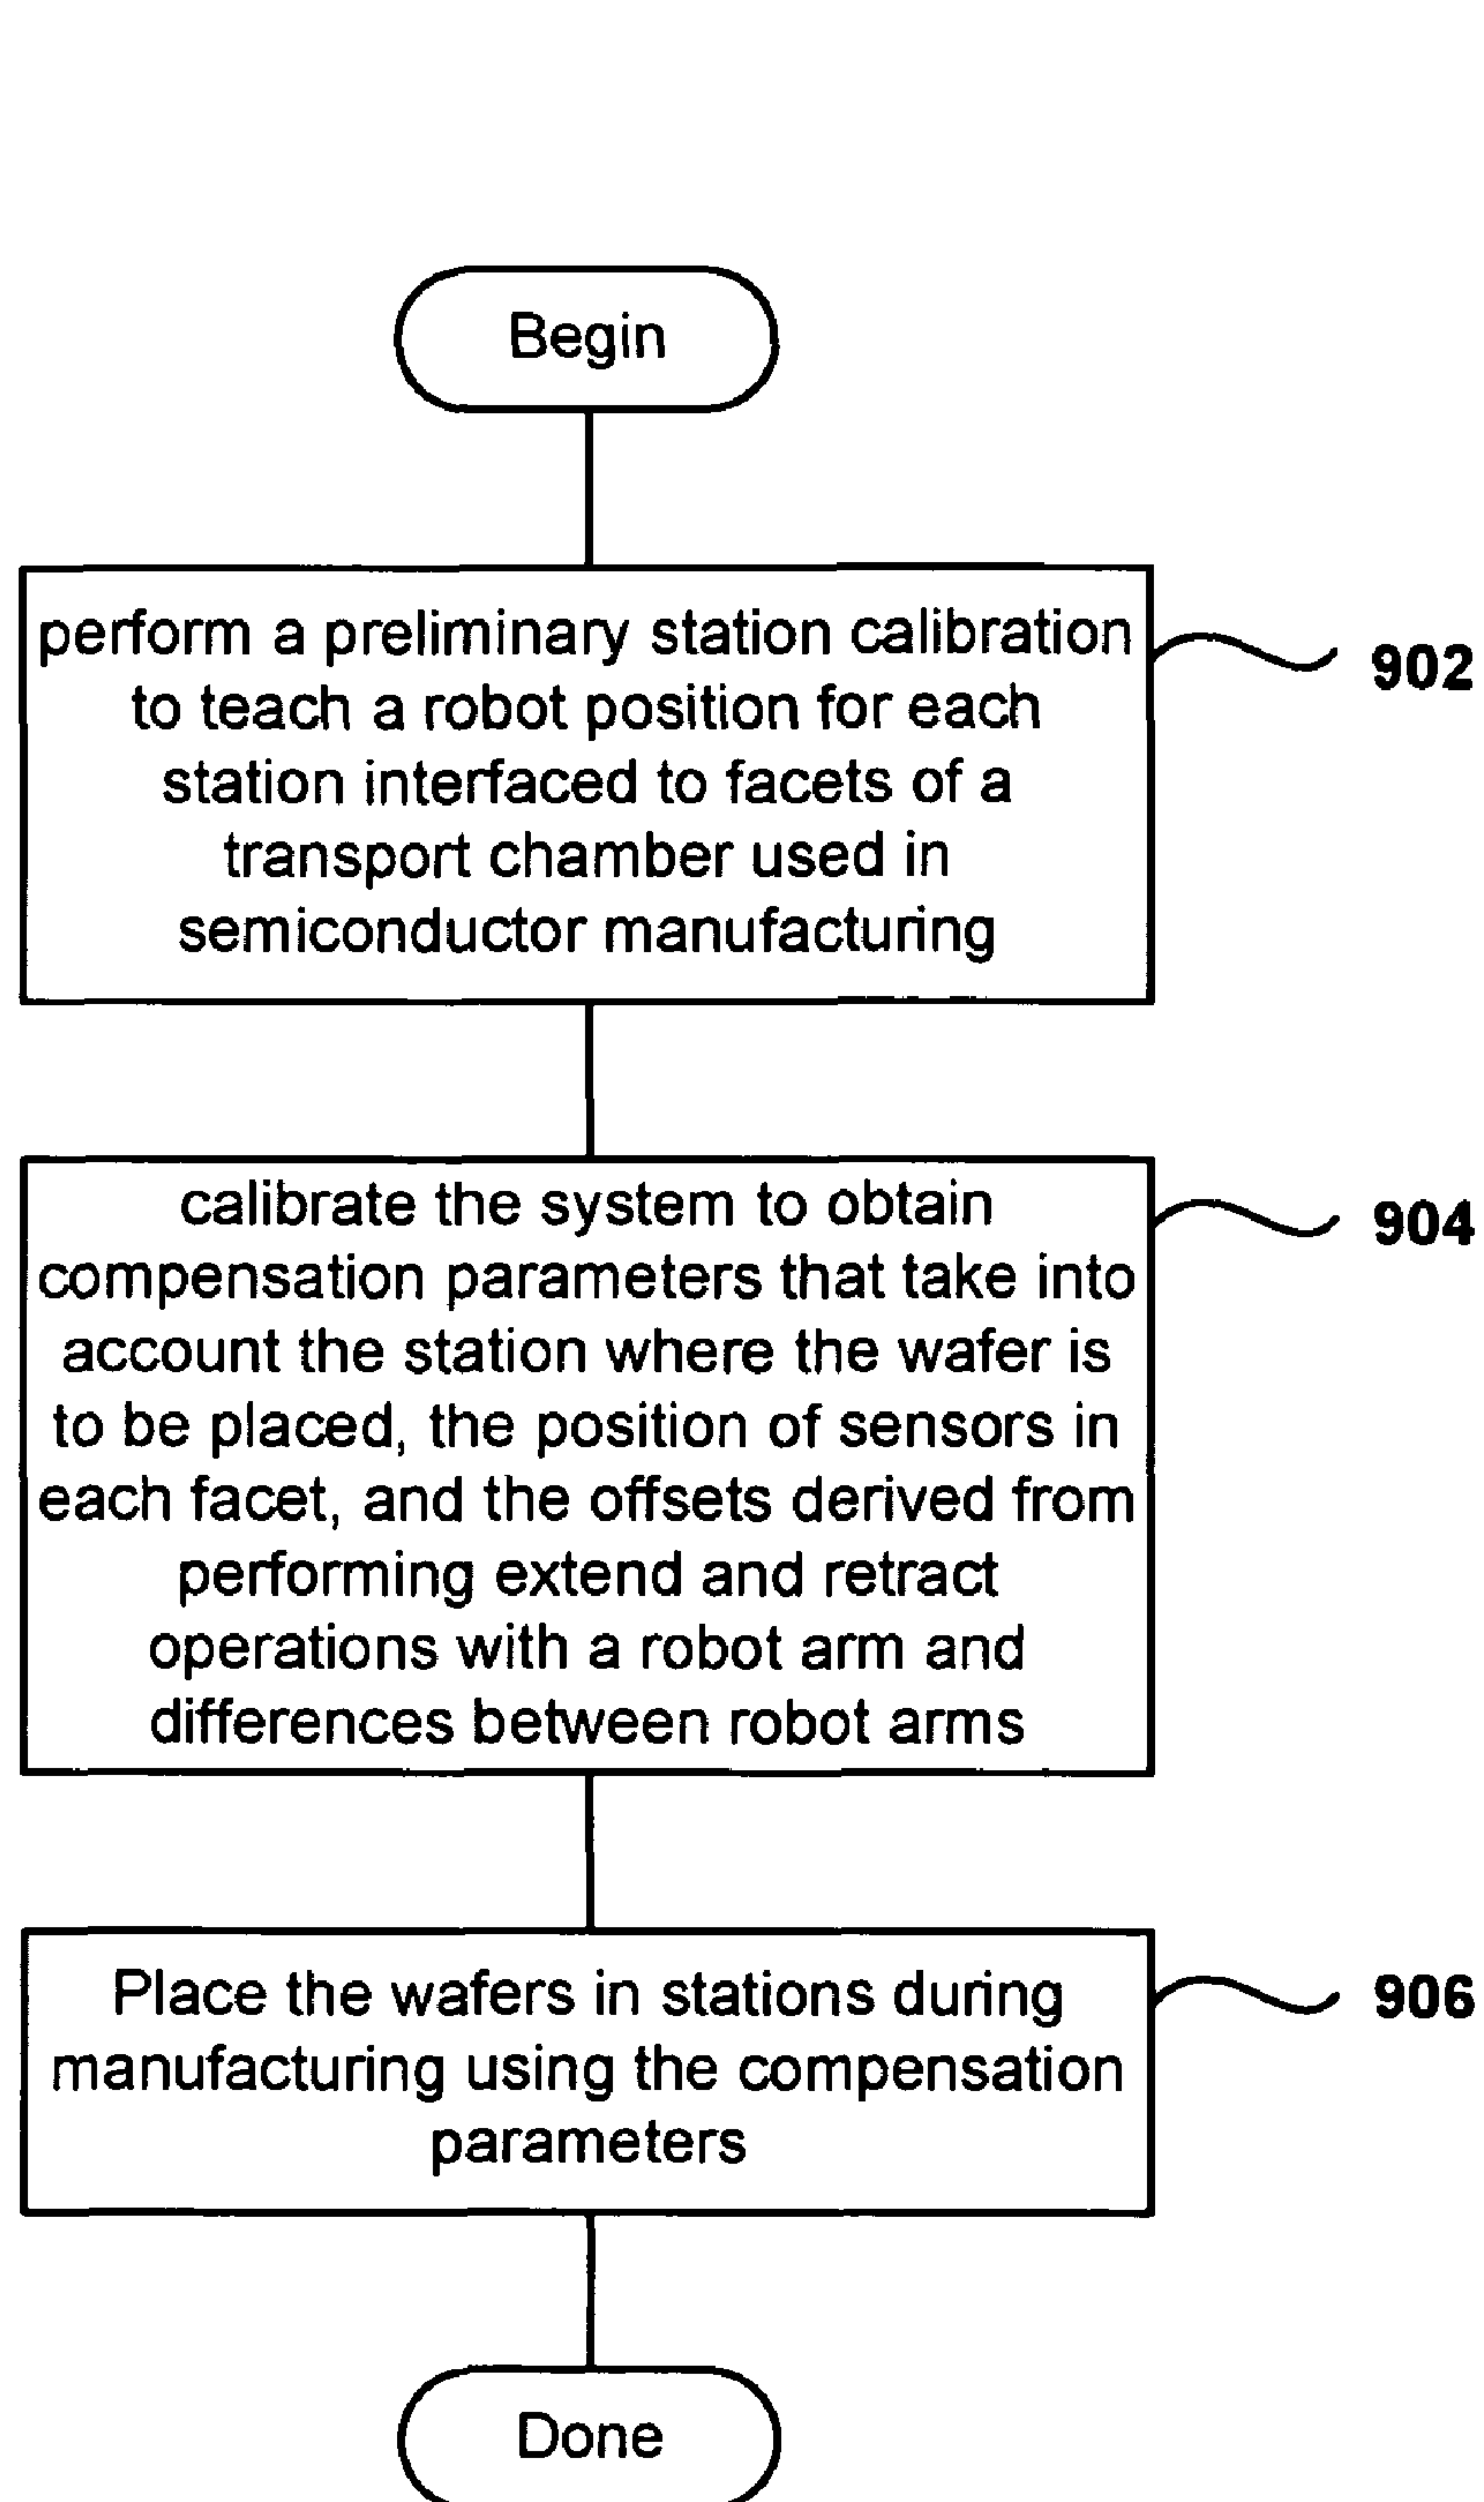 Begin
perform a preliminary station calibration
to teach a robot position for each
station interfaced to facets of a
transport chamber used in
semiconductor manufacturing
902
calibrate the system to obtain
compensation parameters that take into
account the station where the wafer is
to be placed, the position of sensors in
each facet, and the offsets derived from
performing extend and retract
operations with a robot arm and
differences between robot arms
904
Place the wafers in stations during
manufacturing using the compensation
parameters
906
Done